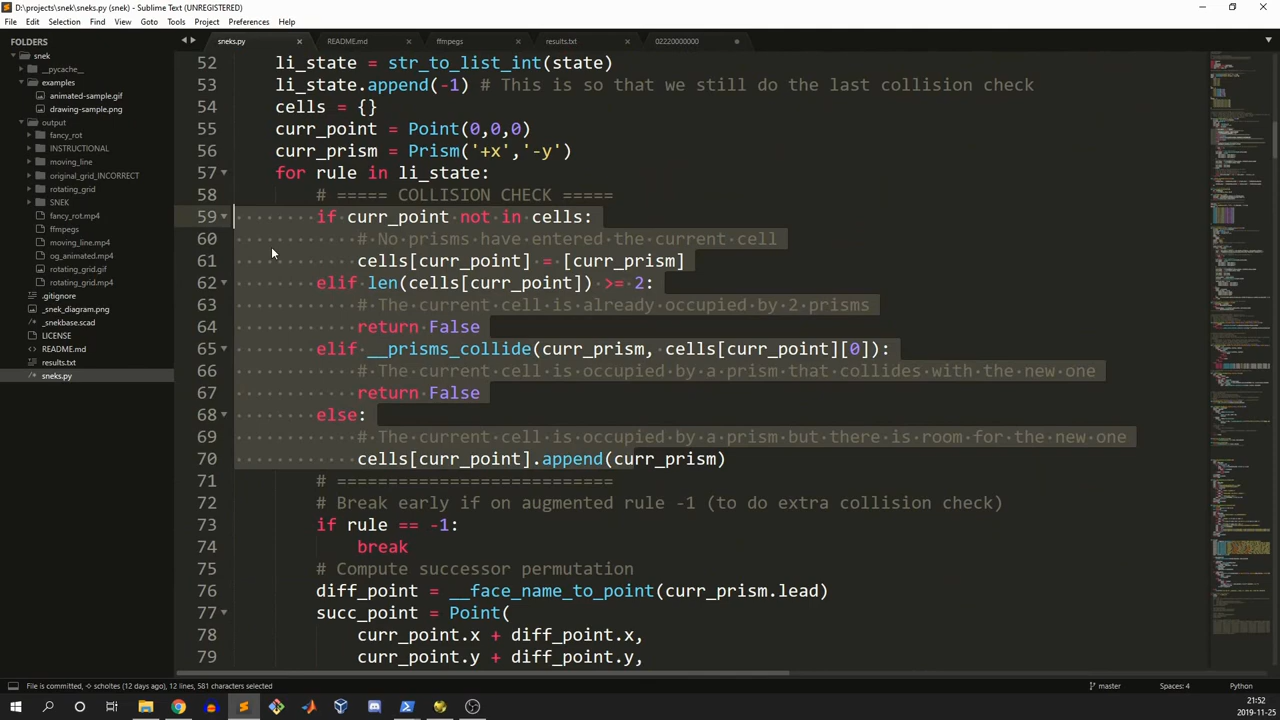 D:\projects\snek\sneks.py (snek) - Sublime Text (UNREGISTERED)
File Edit Selection Find View Goto Tools Project Preferences Help
FOLDERS
snek
__pycache__
examples
animated-sample.gif
drawing-sample.png
output
fancy_rot
INSTRUCTIONAL
moving_line
original_grid_INCORRECT
rotating_grid
SNEK
fancy_rot.mp4
ffmpegs
moving_line.mp4
og_animated.mp4
rotating_grid.gif
rotating_grid.mp4
.gitignore
_snek_diagram.png
_snekbase.scad
LICENSE
README.md
results.txt
sneks.py
sneks.py README.md ffmpegs results.txt 02220000000
52 li_state = str_to_list_int(state)
53 li_state.append(-1) # This is so that we still do the last collision check
54 cells = {}
55 curr_point = Point(0,0,0)
56 curr_prism = Prism('+x','-y')
57 for rule in li_state:
58 # ===== COLLISION CHECK =====
59 if curr_point not in cells:
60 # No prisms have entered the current cell
61 cells[curr_point] = [curr_prism]
62 elif len(cells[curr_point]) >= 2:
63 # The current cell is already occupied by 2 prisms
64 return False
65 elif __prisms_collide(curr_prism, cells[curr_point][0]):
66 # The current cell is occupied by a prism that collides with the new one
67 return False
68 else:
69 # The current cell is occupied by a prism but there is room for the new one
70 cells[curr_point].append(curr_prism)
71 # ===========================
72 # Break early if on augmented rule -1 (to do extra collision check)
73 if rule == -1:
74 break
75 # Compute successor permutation
76 diff_point = __face_name_to_point(curr_prism.lead)
77 succ_point = Point(
78 curr_point.x + diff_point.x,
79 curr_point.y + diff_point.y,
File is committed, scholtes (12 days ago), 12 lines, 581 characters selected
master
Spaces: 4
Python
21:52
2019-11-25